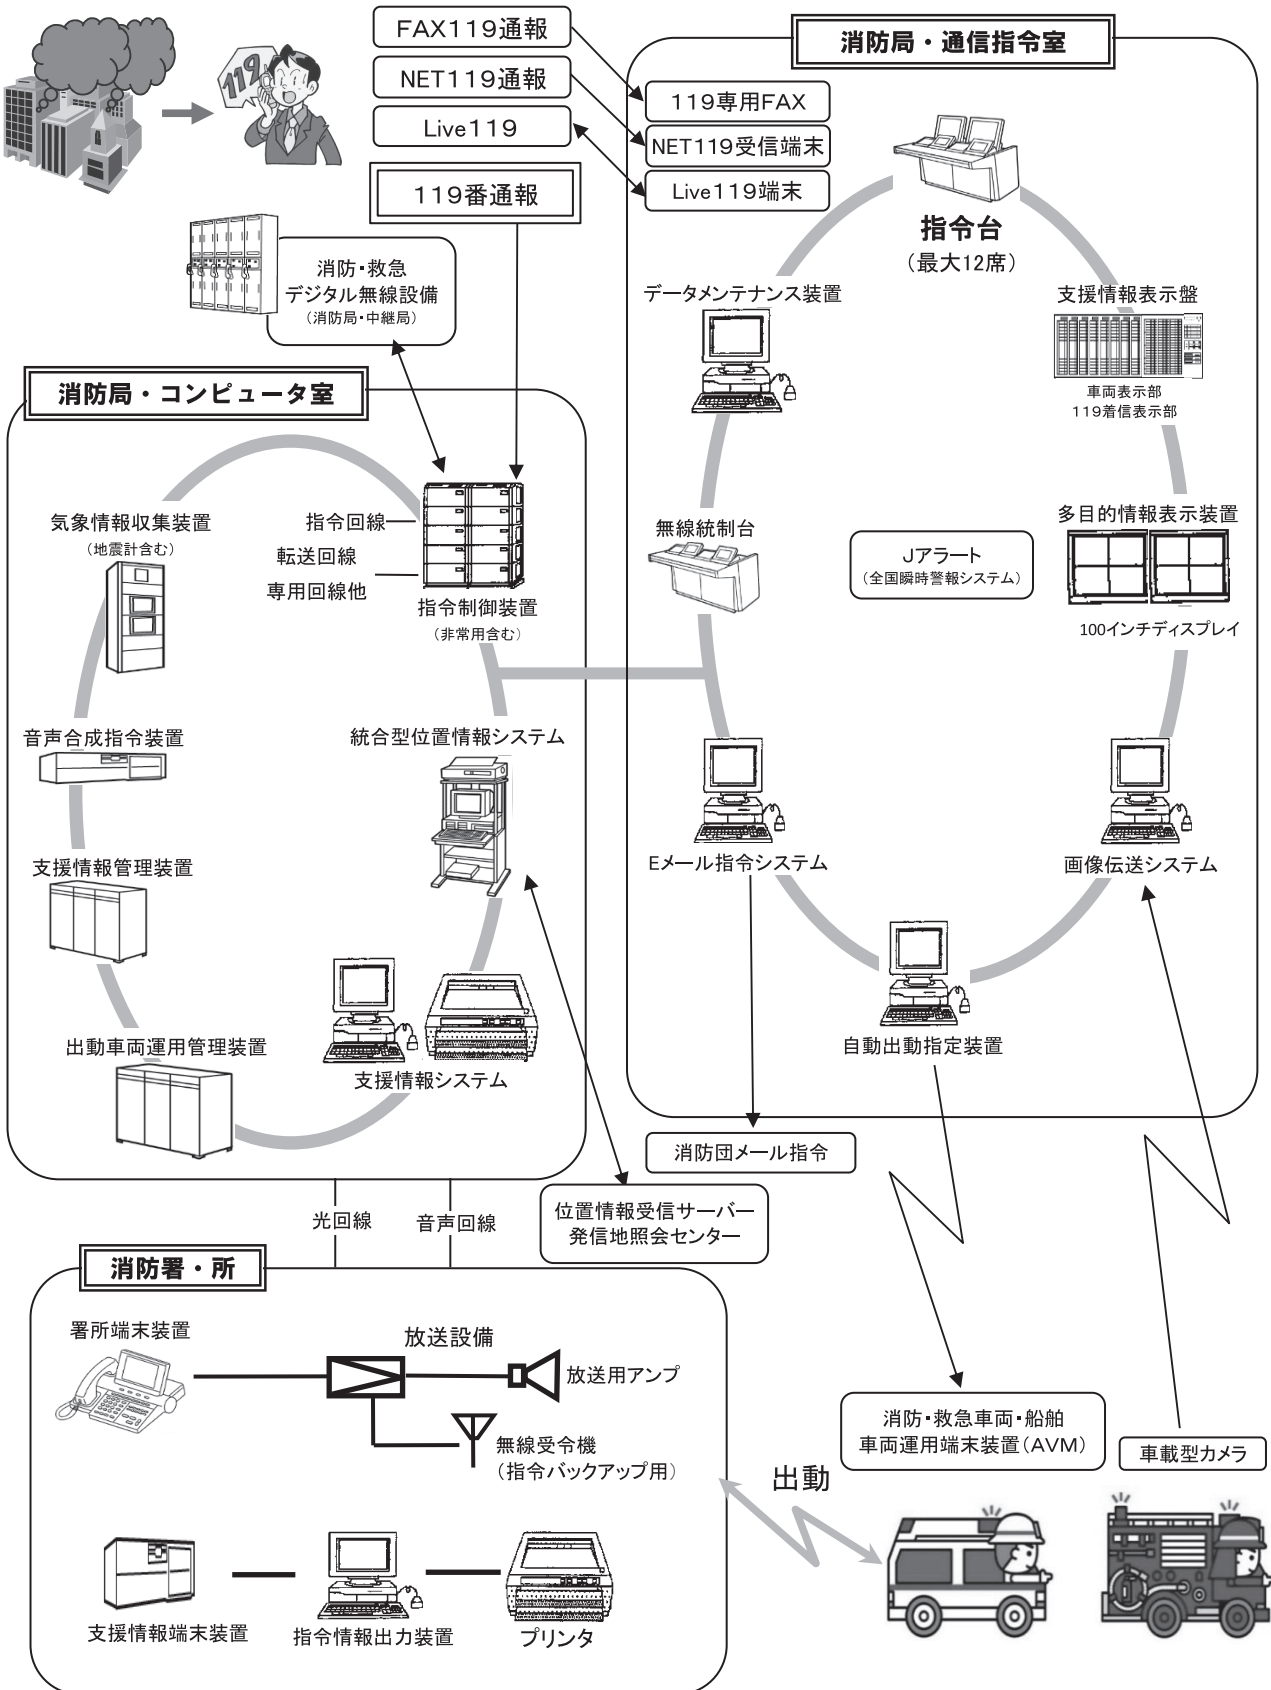 FAX119通報
NET119通報
Live119
119番通報
119
消防・救急
デジタル無線設備
(消防局・中継局)
消防局・通信指令室
119専用FAX
NET119受信端末
Live119端末
指令台
(最大12席)
データメンテナンス装置
支援情報表示盤
車両表示部
119着信表示部
無線統制台
Jアラート
(全国瞬時警報システム)
多目的情報表示装置
100インチディスプレイ
Eメール指令システム
画像伝送システム
自動出動指定装置
消防局・コンピュータ室
気象情報収集装置
(地震計含む)
指令回線
転送回線
専用回線他
指令制御装置
(非常用含む)
音声合成指令装置
統合型位置情報システム
支援情報管理装置
出動車両運用管理装置
支援情報システム
消防団メール指令
位置情報受信サーバー
発信地照会センター
光回線
音声回線
消防署・所
署所端末装置
放送設備
放送用アンプ
無線受令機
(指令バックアップ用)
支援情報端末装置
指令情報出力装置
プリンタ
出動
消防・救急車両・船舶
車両運用端末装置(AVM)
車載型カメラ